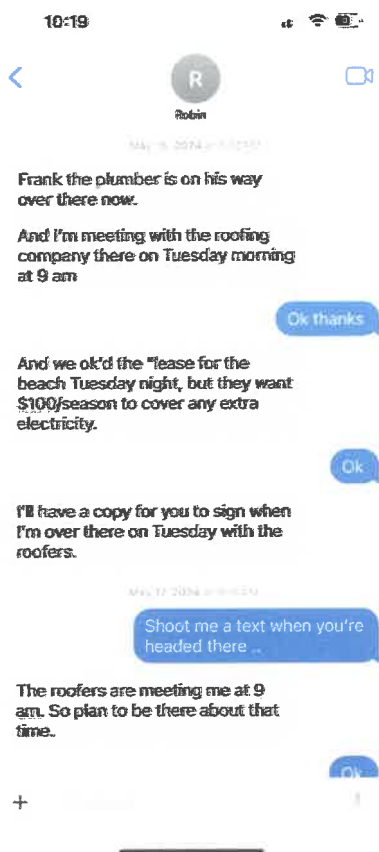 10:19
R
Robin
Frank the plumber is on his way
over there now.
And I'm meeting with the roofing
company there on Tuesday morning
at 9 am
Ok thanks
And we ok'd the "lease for the
beach Tuesday night, but they want
$100/season to cover any extra
electricity.
Ok
I'll have a copy for you to sign when
I'm over there on Tuesday with the
roofers.
May 17, 2024
Shoot me a text when you're
headed there ..
The roofers are meeting me at 9
am. So plan to be there about that
time..
Ok